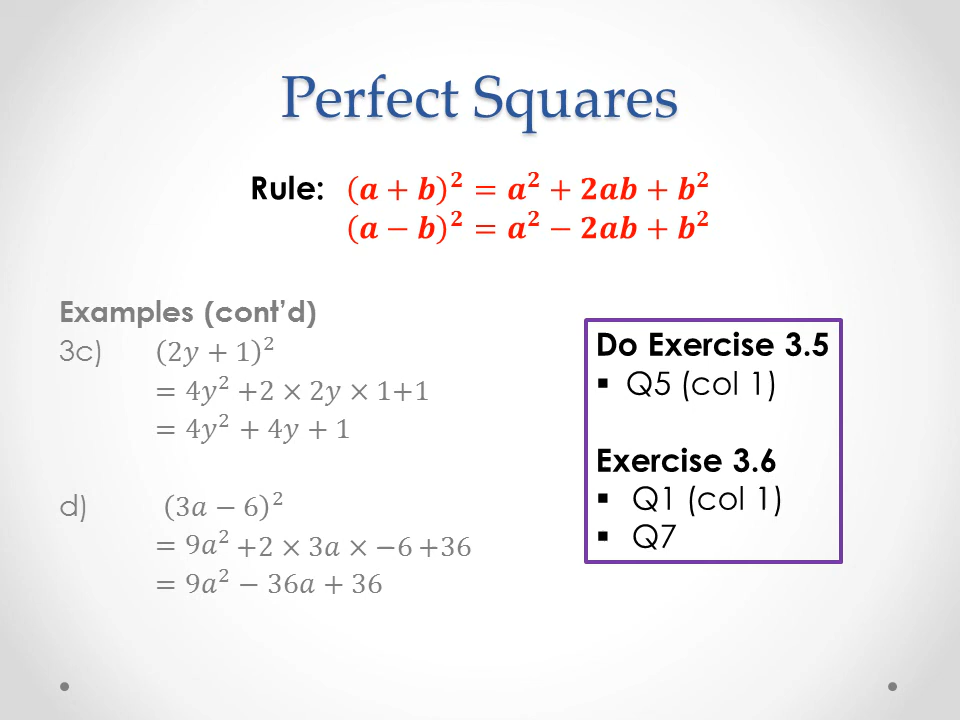 Perfect Squares
Rule: (a + b)² = a² + 2ab + b²
(a − b)² = a² − 2ab + b²
Examples (cont'd)
3c) (2y + 1)²
= 4y² +2 × 2y × 1+1
= 4y² + 4y + 1
d) (3a − 6)²
= 9a² +2 × 3a × −6 +36
= 9a² − 36a + 36
Do Exercise 3.5
▪ Q5 (col 1)
Exercise 3.6
▪ Q1 (col 1)
▪ Q7